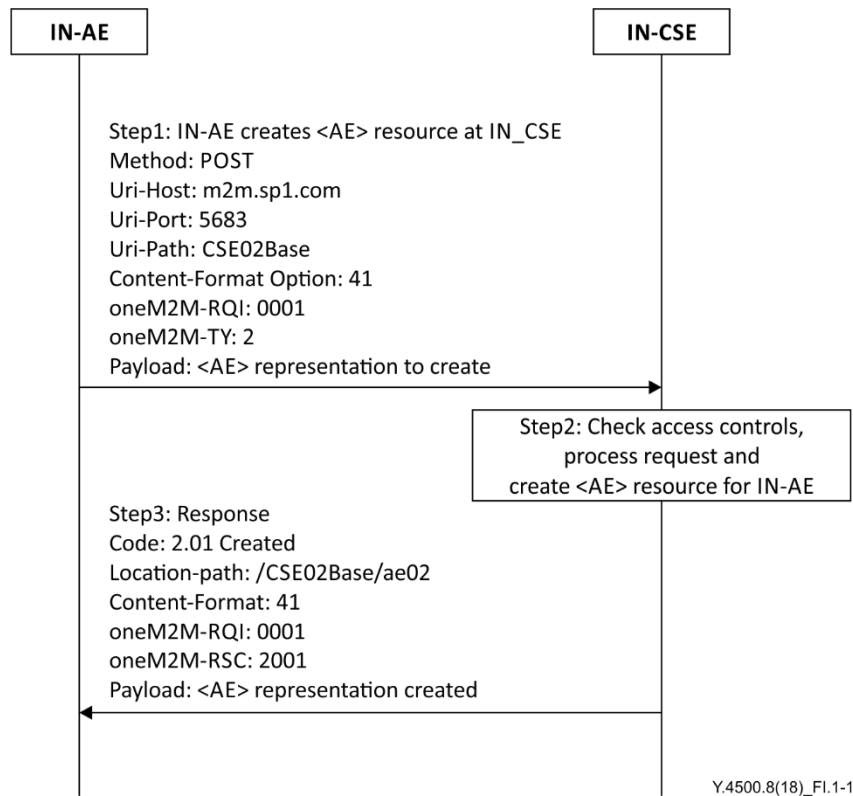 IN-AE
IN-CSE
Step1: IN-AE creates <AE> resource at IN_CSE
Method: POST
Uri-Host: m2m.sp1.com
Uri-Port: 5683
Uri-Path: CSE02Base
Content-Format Option: 41
oneM2M-RQI: 0001
oneM2M-TY: 2
Payload: <AE> representation to create
Step2: Check access controls,
process request and
create <AE> resource for IN-AE
Step3: Response
Code: 2.01 Created
Location-path: /CSE02Base/ae02
Content-Format: 41
oneM2M-RQI: 0001
oneM2M-RSC: 2001
Payload: <AE> representation created
Y.4500.8(18)_FI.1-1